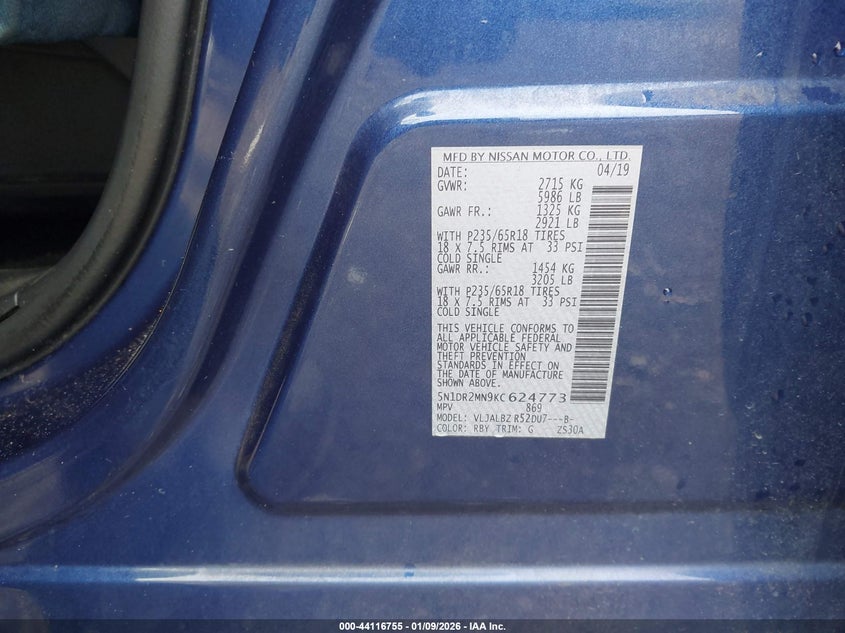 MFD BY NISSAN MOTOR CO., LTD.
DATE: 04/19
GVWR: 2715 KG
5986 LB
GAWR FR.: 1325 KG
2921 LB
WITH P235/65R18 TIRES
18 X 7.5 RIMS AT 33 PSI
COLD SINGLE
GAWR RR.: 1454 KG
3205 LB
WITH P235/65R18 TIRES
18 X 7.5 RIMS AT 33 PSI
COLD SINGLE
THIS VEHICLE CONFORMS TO
ALL APPLICABLE FEDERAL
MOTOR VEHICLE SAFETY AND
THEFT PREVENTION
STANDARDS IN EFFECT ON
THE DATE OF MANUFACTURE
SHOWN ABOVE.
5N1DR2MN9KC624773
MPV 869
MODEL: VLJALBZ R52DU7---B-
COLOR: RBY TRIM: G ZS30A
000-44116755 - 01/09/2026 - IAA Inc.